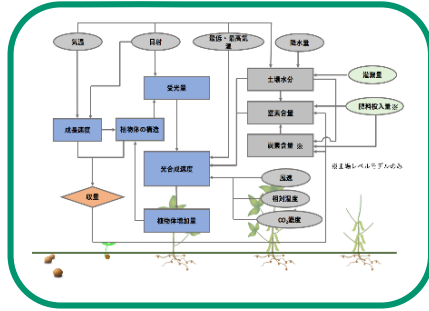 気温
日射
最低・最高気
温
降水量
受光量
土壌水分
灌漑量
窒素含量
肥料投入量※
成長速度
植物体の構造
炭素含量 ※
光合成速度
※土壌レベルモデルのみ
風速
収量
相対湿度
植物体増加量
CO₂濃度